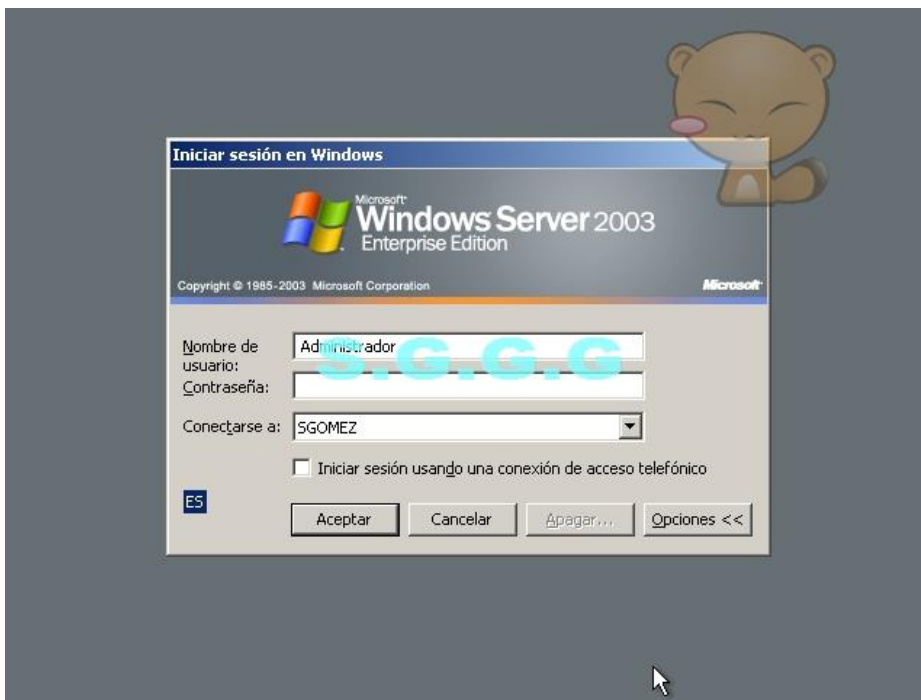 Iniciar sesión en Windows
Microsoft
Windows Server 2003
Enterprise Edition
Copyright © 1985-2003 Microsoft Corporation
Microsoft
Nombre de usuario:
Administrador
S.G.G.G
Contraseña:
Conectarse a:
SGOMEZ
Iniciar sesión usando una conexión de acceso telefónico
ES
Aceptar
Cancelar
Apagar...
Opciones <<